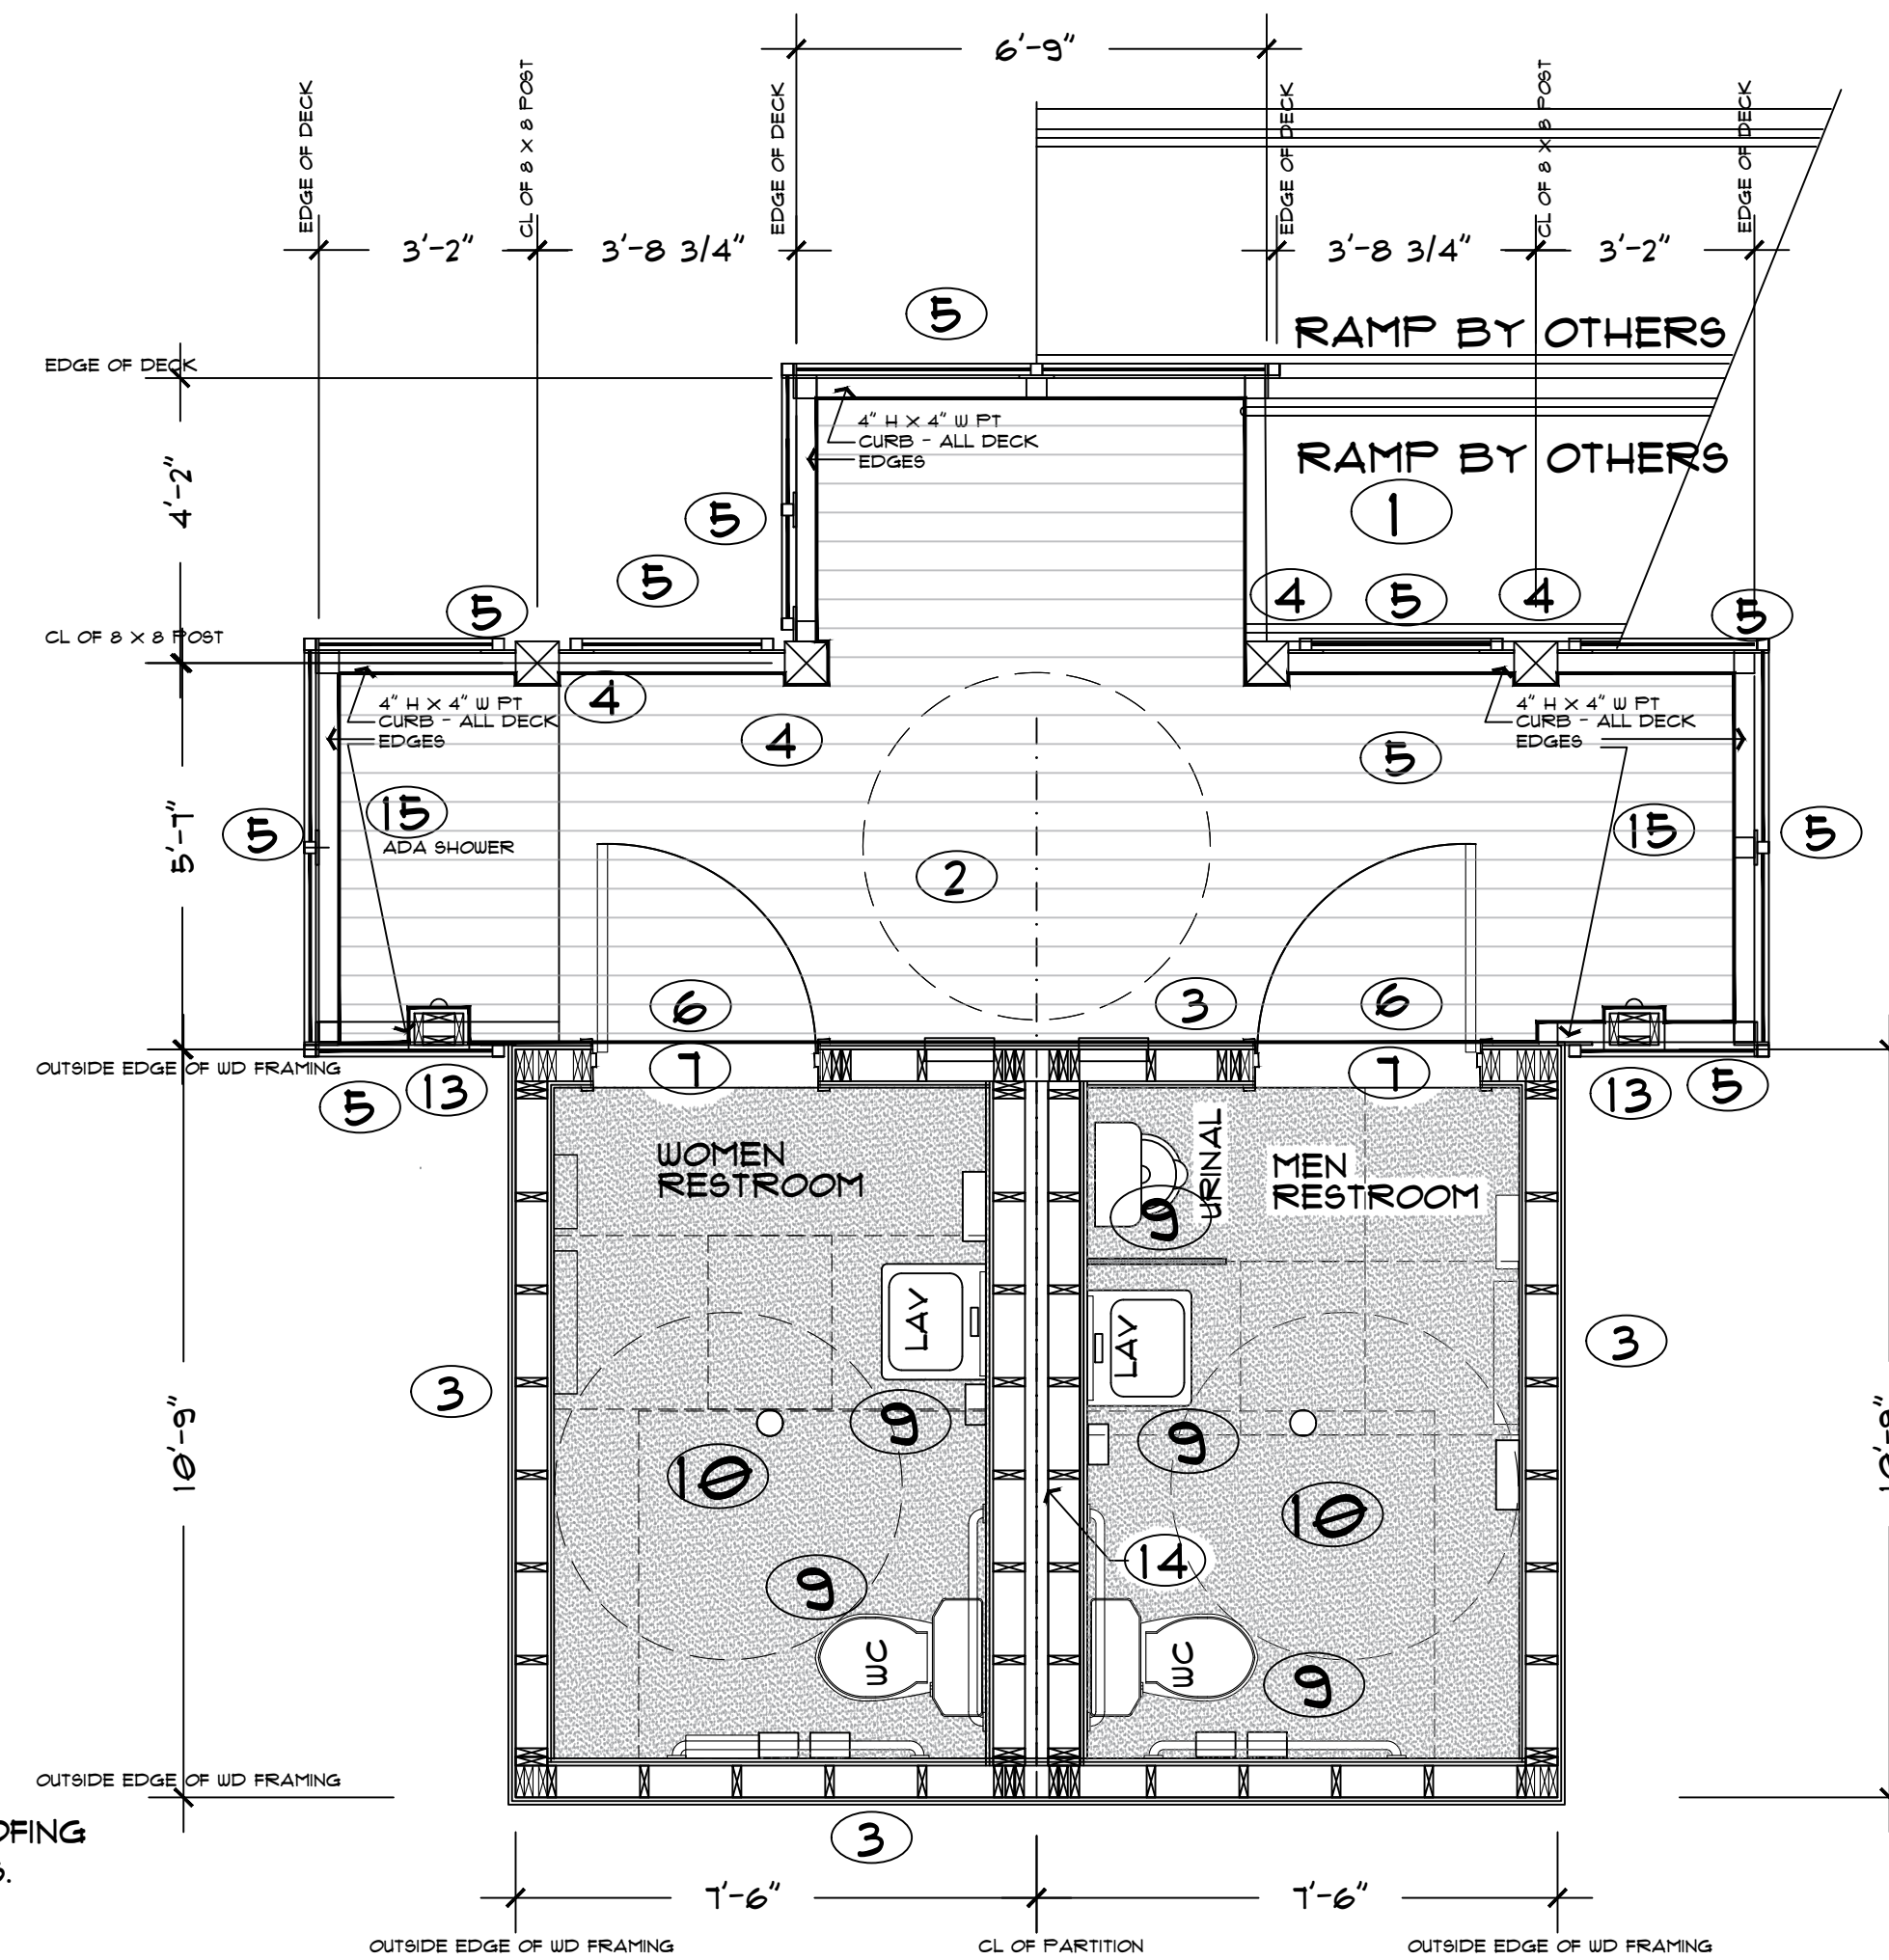 6'-9"
EDGE OF DECK
CL OF 8 X 8 POST
EDGE OF DECK
EDGE OF DECK
CL OF 8 X 8 POST
EDGE OF DECK
3'-2"
3'-8 3/4"
3'-8 3/4"
3'-2"
5
RAMP BY OTHERS
EDGE OF DECK
4" H X 4" W PT
CURB - ALL DECK
EDGES
RAMP BY OTHERS
4'-2"
5
1
5
5
4
5
4
5
CL OF 8 X 8 POST
4
4" H X 4" W PT
CURB - ALL DECK
EDGES
4
5
4" H X 4" W PT
CURB - ALL DECK
EDGES
5'-7"
5
15
ADA SHOWER
2
15
5
6
3
6
OUTSIDE EDGE OF WD FRAMING
7
7
5
13
13
5
WOMEN
RESTROOM
URINAL
9
MEN
RESTROOM
LAV
LAV
3
3
9
9
10'-9"
10
10
14
9
WC
WC
9
OUTSIDE EDGE OF WD FRAMING
3
7'-6"
7'-6"
OUTSIDE EDGE OF WD FRAMING
CL OF PARTITION
OUTSIDE EDGE OF WD FRAMING